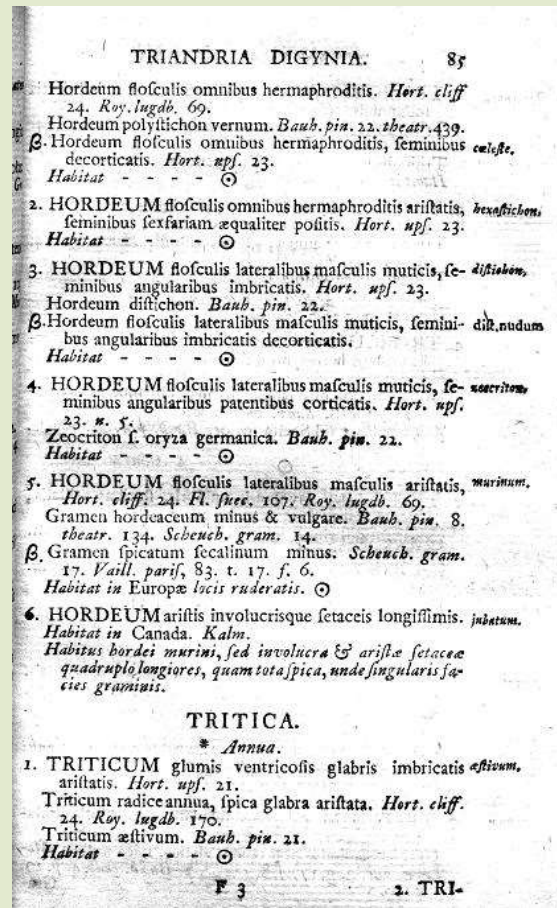 TRIANDRIA DIGYNIA. 85
Hordeum floſculis omnibus hermaphroditis. Hort. cliff
24. Roy. lugdb. 69.
Hordeum polyſtichon vernum. Bauh. pin. 22. theatr. 439.
β. Hordeum floſculis omnibus hermaphroditis, ſeminibus cæleſte.
decorticatis. Hort. upſ. 23.
Habitat - - - - ☉
2. HORDEUM floſculis omnibus hermaphroditis ariſtatis, hexaſtichon.
ſeminibus ſexfariam æqualiter poſitis. Hort. upſ. 23.
Habitat - - - - ☉
3. HORDEUM floſculis lateralibus maſculis muticis, ſe- diſtichon.
minibus angularibus imbricatis. Hort. upſ. 23.
Hordeum diſtichon. Bauh. pin. 22.
β. Hordeum floſculis lateralibus maſculis muticis, ſemini- diſt. nudum
bus angularibus imbricatis decorticatis.
Habitat - - - - ☉
4. HORDEUM floſculis lateralibus maſculis muticis, ſe- zeocriton.
minibus angularibus patentibus corticatis. Hort. upſ.
23. n. 5.
Zeocriton ſ. oryza germanica. Bauh. pin. 22.
Habitat - - - - ☉
5. HORDEUM floſculis lateralibus maſculis ariſtatis, murinum.
Hort. cliff. 24. Fl. ſuec. 107. Roy. lugdb. 69.
Gramen hordeaceum minus & vulgare. Bauh. pin. 8.
theatr. 134. Scheuch. gram. 14.
β. Gramen ſpicatum ſecalinum minus. Scheuch. gram.
17. Vaill. pariſ, 83. t. 17. f. 6.
Habitat in Europæ locis ruderatis. ☉
6. HORDEUM ariſtis involucrisque ſetaceis longiſſimis. jubatum.
Habitat in Canada. Kalm.
Habitus hordei murini, ſed involucra & ariſtæ ſetaceæ
quadruplo longiores, quam tota ſpica, unde ſingularis fa-
cies graminis.
TRITICA.
* Annua.
1. TRITICUM glumis ventricoſis glabris imbricatis æſtivum.
ariſtatis. Hort. upſ. 21.
Triticum radice annua, ſpica glabra ariſtata. Hort. cliff.
24. Roy. lugdb. 170.
Triticum æſtivum. Bauh. pin. 21.
Habitat - - - - ☉
F 3 2. TRI-